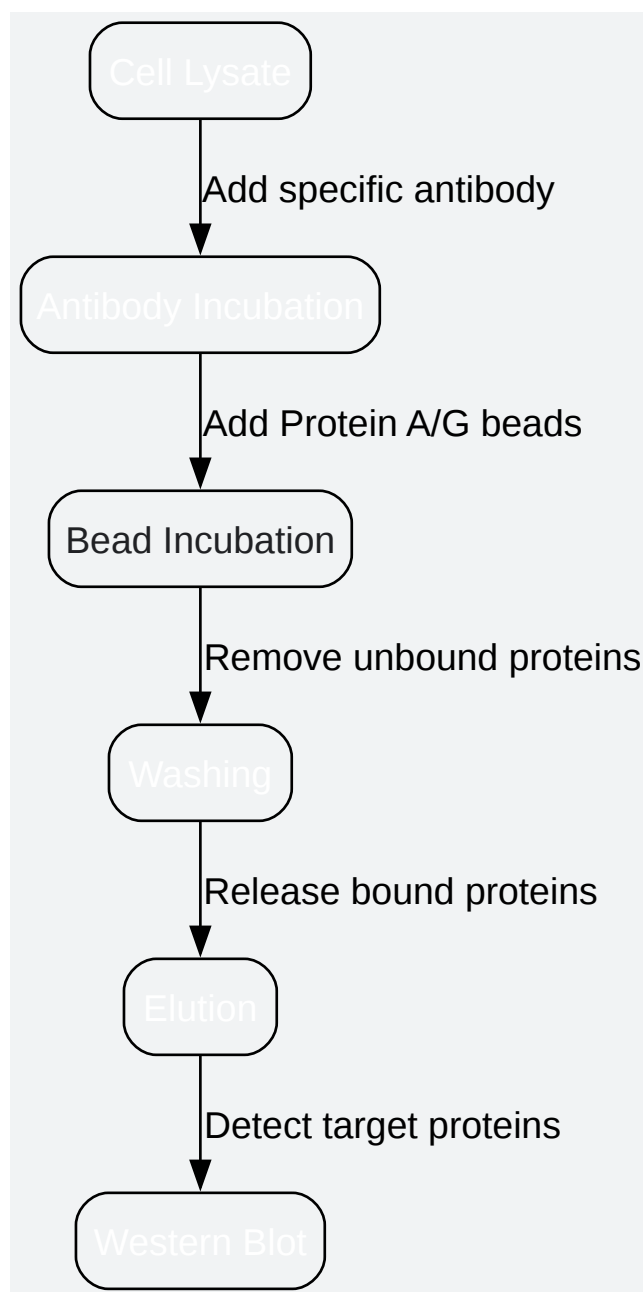 Cell Lysate
Add specific antibody
Antibody Incubation
Add Protein A/G beads
Bead Incubation
Remove unbound proteins
Washing
Release bound proteins
Elution
Detect target proteins
Western Blot